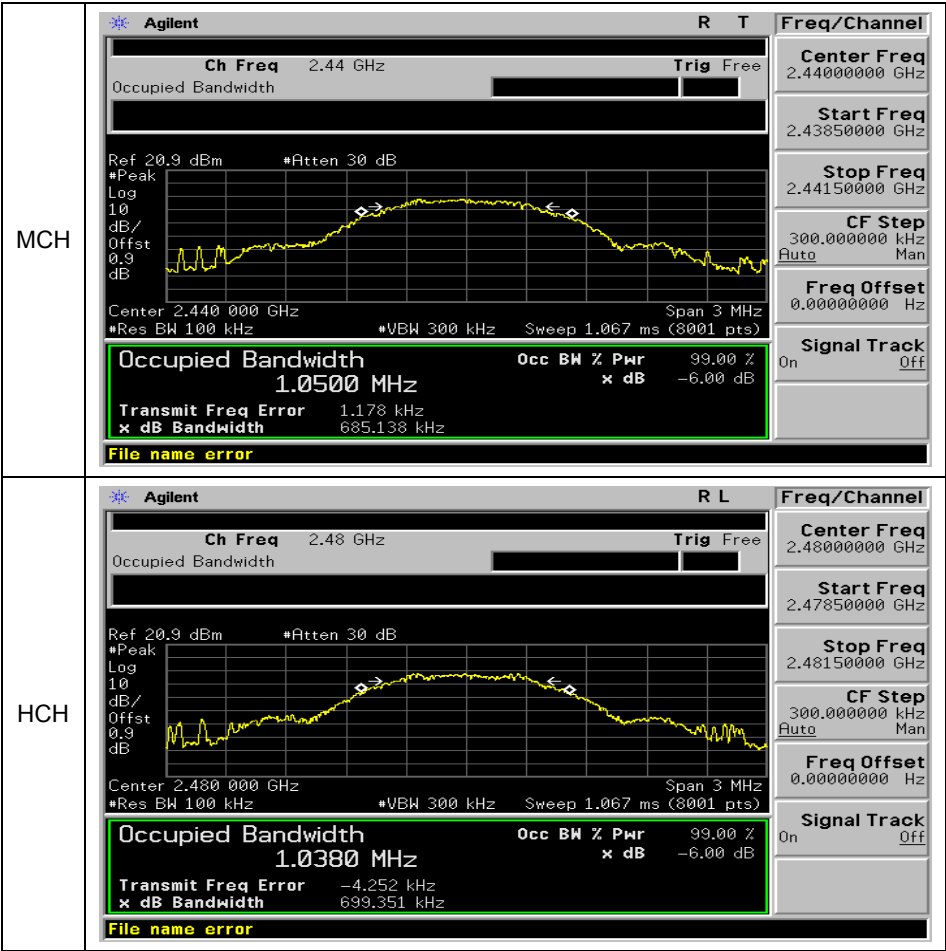 MCH
Agilent R T
Freq/Channel
Ch Freq 2.44 GHz Trig Free
Occupied Bandwidth
Center Freq
2.44000000 GHz
Start Freq
2.43850000 GHz
Stop Freq
2.44150000 GHz
CF Step
300.000000 kHz
Auto Man
Freq Offset
0.00000000 Hz
Signal Track
On Off
Ref 20.9 dBm #Atten 30 dB
#Peak
Log
10
dB/
Offst
0.9
dB
Center 2.440 000 GHz Span 3 MHz
#Res BW 100 kHz #VBW 300 kHz Sweep 1.067 ms (8001 pts)
Occupied Bandwidth Occ BW % Pwr 99.00 %
1.0500 MHz x dB -6.00 dB
Transmit Freq Error 1.178 kHz
x dB Bandwidth 685.138 kHz
File name error
HCH
Agilent R L
Freq/Channel
Ch Freq 2.48 GHz Trig Free
Occupied Bandwidth
Center Freq
2.48000000 GHz
Start Freq
2.47850000 GHz
Stop Freq
2.48150000 GHz
CF Step
300.000000 kHz
Auto Man
Freq Offset
0.00000000 Hz
Signal Track
On Off
Ref 20.9 dBm #Atten 30 dB
#Peak
Log
10
dB/
Offst
0.9
dB
Center 2.480 000 GHz Span 3 MHz
#Res BW 100 kHz #VBW 300 kHz Sweep 1.067 ms (8001 pts)
Occupied Bandwidth Occ BW % Pwr 99.00 %
1.0380 MHz x dB -6.00 dB
Transmit Freq Error -4.252 kHz
x dB Bandwidth 699.351 kHz
File name error